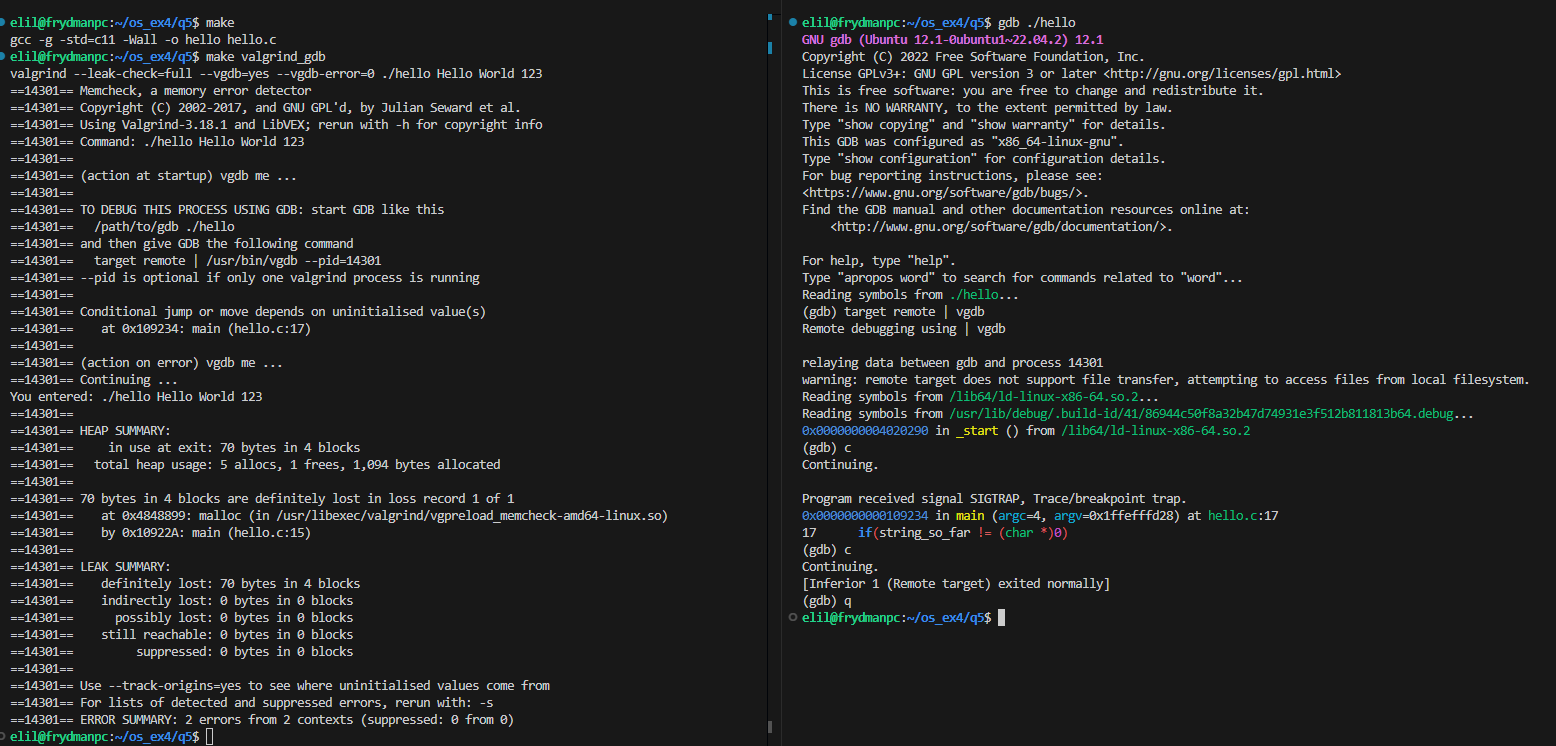 elil@frydmanpc:~/os_ex4/q5$ make
gcc -g -std=c11 -Wall -o hello hello.c
elil@frydmanpc:~/os_ex4/q5$ make valgrind_gdb
valgrind --leak-check=full --vgdb=yes --vgdb-error=0 ./hello Hello World 123
==14301== Memcheck, a memory error detector
==14301== Copyright (C) 2002-2017, and GNU GPL'd, by Julian Seward et al.
==14301== Using Valgrind-3.18.1 and LibVEX; rerun with -h for copyright info
==14301== Command: ./hello Hello World 123
==14301==
==14301== (action at startup) vgdb me ...
==14301==
==14301== TO DEBUG THIS PROCESS USING GDB: start GDB like this
==14301==   /path/to/gdb ./hello
==14301== and then give GDB the following command
==14301==   target remote | /usr/bin/vgdb --pid=14301
==14301== --pid is optional if only one valgrind process is running
==14301==
==14301== Conditional jump or move depends on uninitialised value(s)
==14301==    at 0x109234: main (hello.c:17)
==14301==
==14301== (action on error) vgdb me ...
==14301== Continuing ...
You entered: ./hello Hello World 123
==14301==
==14301== HEAP SUMMARY:
==14301==     in use at exit: 70 bytes in 4 blocks
==14301==   total heap usage: 5 allocs, 1 frees, 1,094 bytes allocated
==14301==
==14301== 70 bytes in 4 blocks are definitely lost in loss record 1 of 1
==14301==    at 0x4848899: malloc (in /usr/libexec/valgrind/vgpreload_memcheck-amd64-linux.so)
==14301==    by 0x10922A: main (hello.c:15)
==14301==
==14301== LEAK SUMMARY:
==14301==    definitely lost: 70 bytes in 4 blocks
==14301==    indirectly lost: 0 bytes in 0 blocks
==14301==      possibly lost: 0 bytes in 0 blocks
==14301==    still reachable: 0 bytes in 0 blocks
==14301==         suppressed: 0 bytes in 0 blocks
==14301==
==14301== Use --track-origins=yes to see where uninitialised values come from
==14301== For lists of detected and suppressed errors, rerun with: -s
==14301== ERROR SUMMARY: 2 errors from 2 contexts (suppressed: 0 from 0)
elil@frydmanpc:~/os_ex4/q5$
elil@frydmanpc:~/os_ex4/q5$ gdb ./hello
GNU gdb (Ubuntu 12.1-0ubuntu1~22.04.2) 12.1
Copyright (C) 2022 Free Software Foundation, Inc.
License GPLv3+: GNU GPL version 3 or later <http://gnu.org/licenses/gpl.html>
This is free software: you are free to change and redistribute it.
There is NO WARRANTY, to the extent permitted by law.
Type "show copying" and "show warranty" for details.
This GDB was configured as "x86_64-linux-gnu".
Type "show configuration" for configuration details.
For bug reporting instructions, please see:
<https://www.gnu.org/software/gdb/bugs/>.
Find the GDB manual and other documentation resources online at:
    <http://www.gnu.org/software/gdb/documentation/>.
For help, type "help".
Type "apropos word" to search for commands related to "word"...
Reading symbols from ./hello...
(gdb) target remote | vgdb
Remote debugging using | vgdb
relaying data between gdb and process 14301
warning: remote target does not support file transfer, attempting to access files from local filesystem.
Reading symbols from /lib64/ld-linux-x86-64.so.2...
Reading symbols from /usr/lib/debug/.build-id/41/86944c50f8a32b47d74931e3f512b811813b64.debug...
0x0000000004020290 in _start () from /lib64/ld-linux-x86-64.so.2
(gdb) c
Continuing.
Program received signal SIGTRAP, Trace/breakpoint trap.
0x0000000000109234 in main (argc=4, argv=0x1ffefffd28) at hello.c:17
17      if(string_so_far != (char *)0)
(gdb) c
Continuing.
[Inferior 1 (Remote target) exited normally]
(gdb) q
elil@frydmanpc:~/os_ex4/q5$